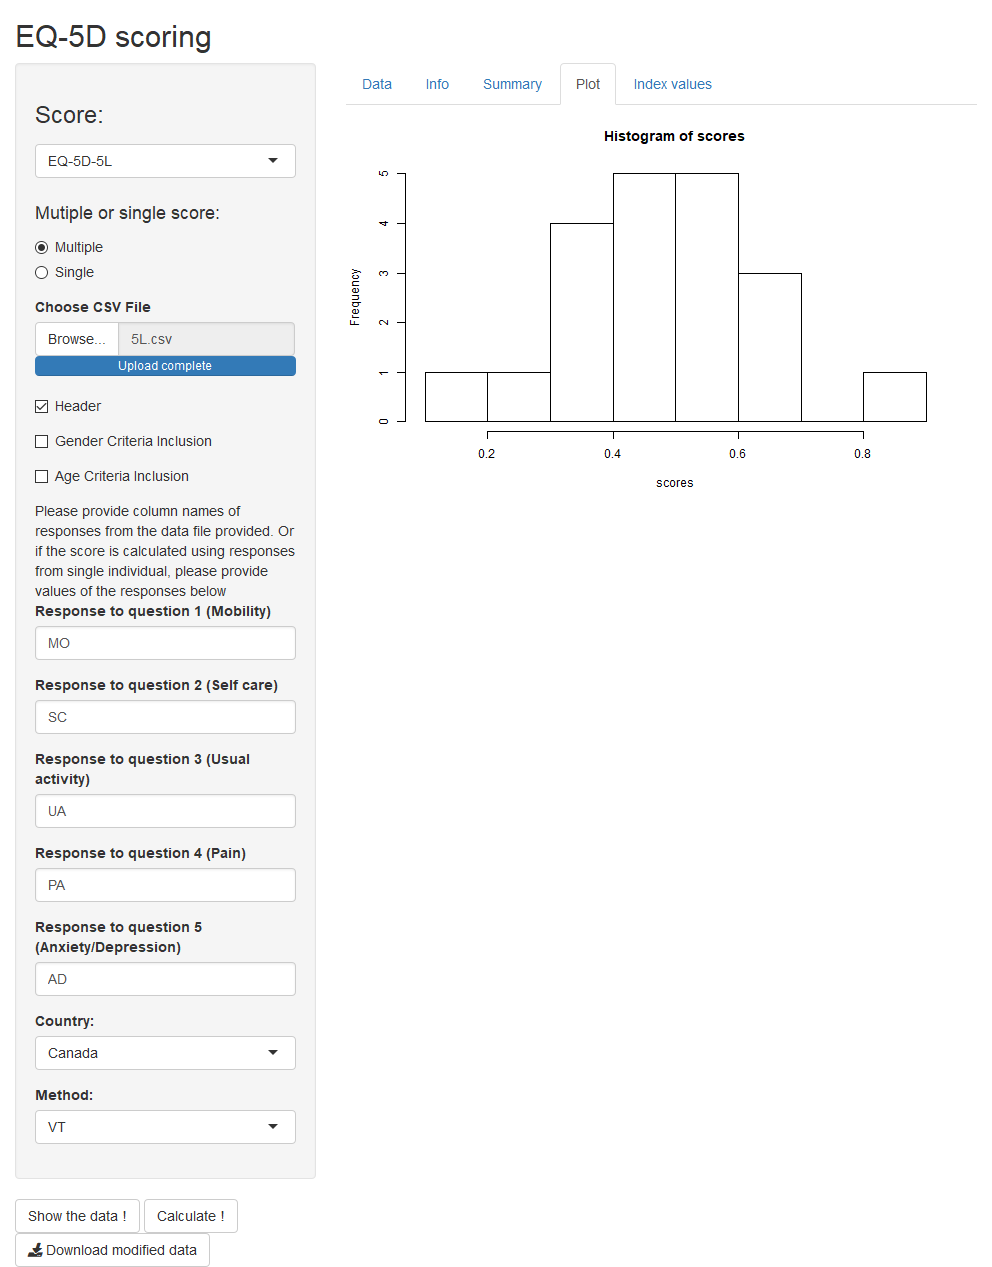 EQ-5D scoring
Score:
EQ-5D-5L
Mutiple or single score:
Multiple
Single
Choose CSV File
Browse... 5L.csv
Upload complete
Header
Gender Criteria Inclusion
Age Criteria Inclusion
Please provide column names of
responses from the data file provided. Or
if the score is calculated using responses
from single individual, please provide
values of the responses below
Response to question 1 (Mobility)
MO
Response to question 2 (Self care)
SC
Response to question 3 (Usual
activity)
UA
Response to question 4 (Pain)
PA
Response to question 5
(Anxiety/Depression)
AD
Country:
Canada
Method:
VT
Show the data ! Calculate !
Download modified data
Data Info Summary Plot Index values
Histogram of scores
5
4
3
2
1
0
Frequency
0.2 0.4 0.6 0.8
scores